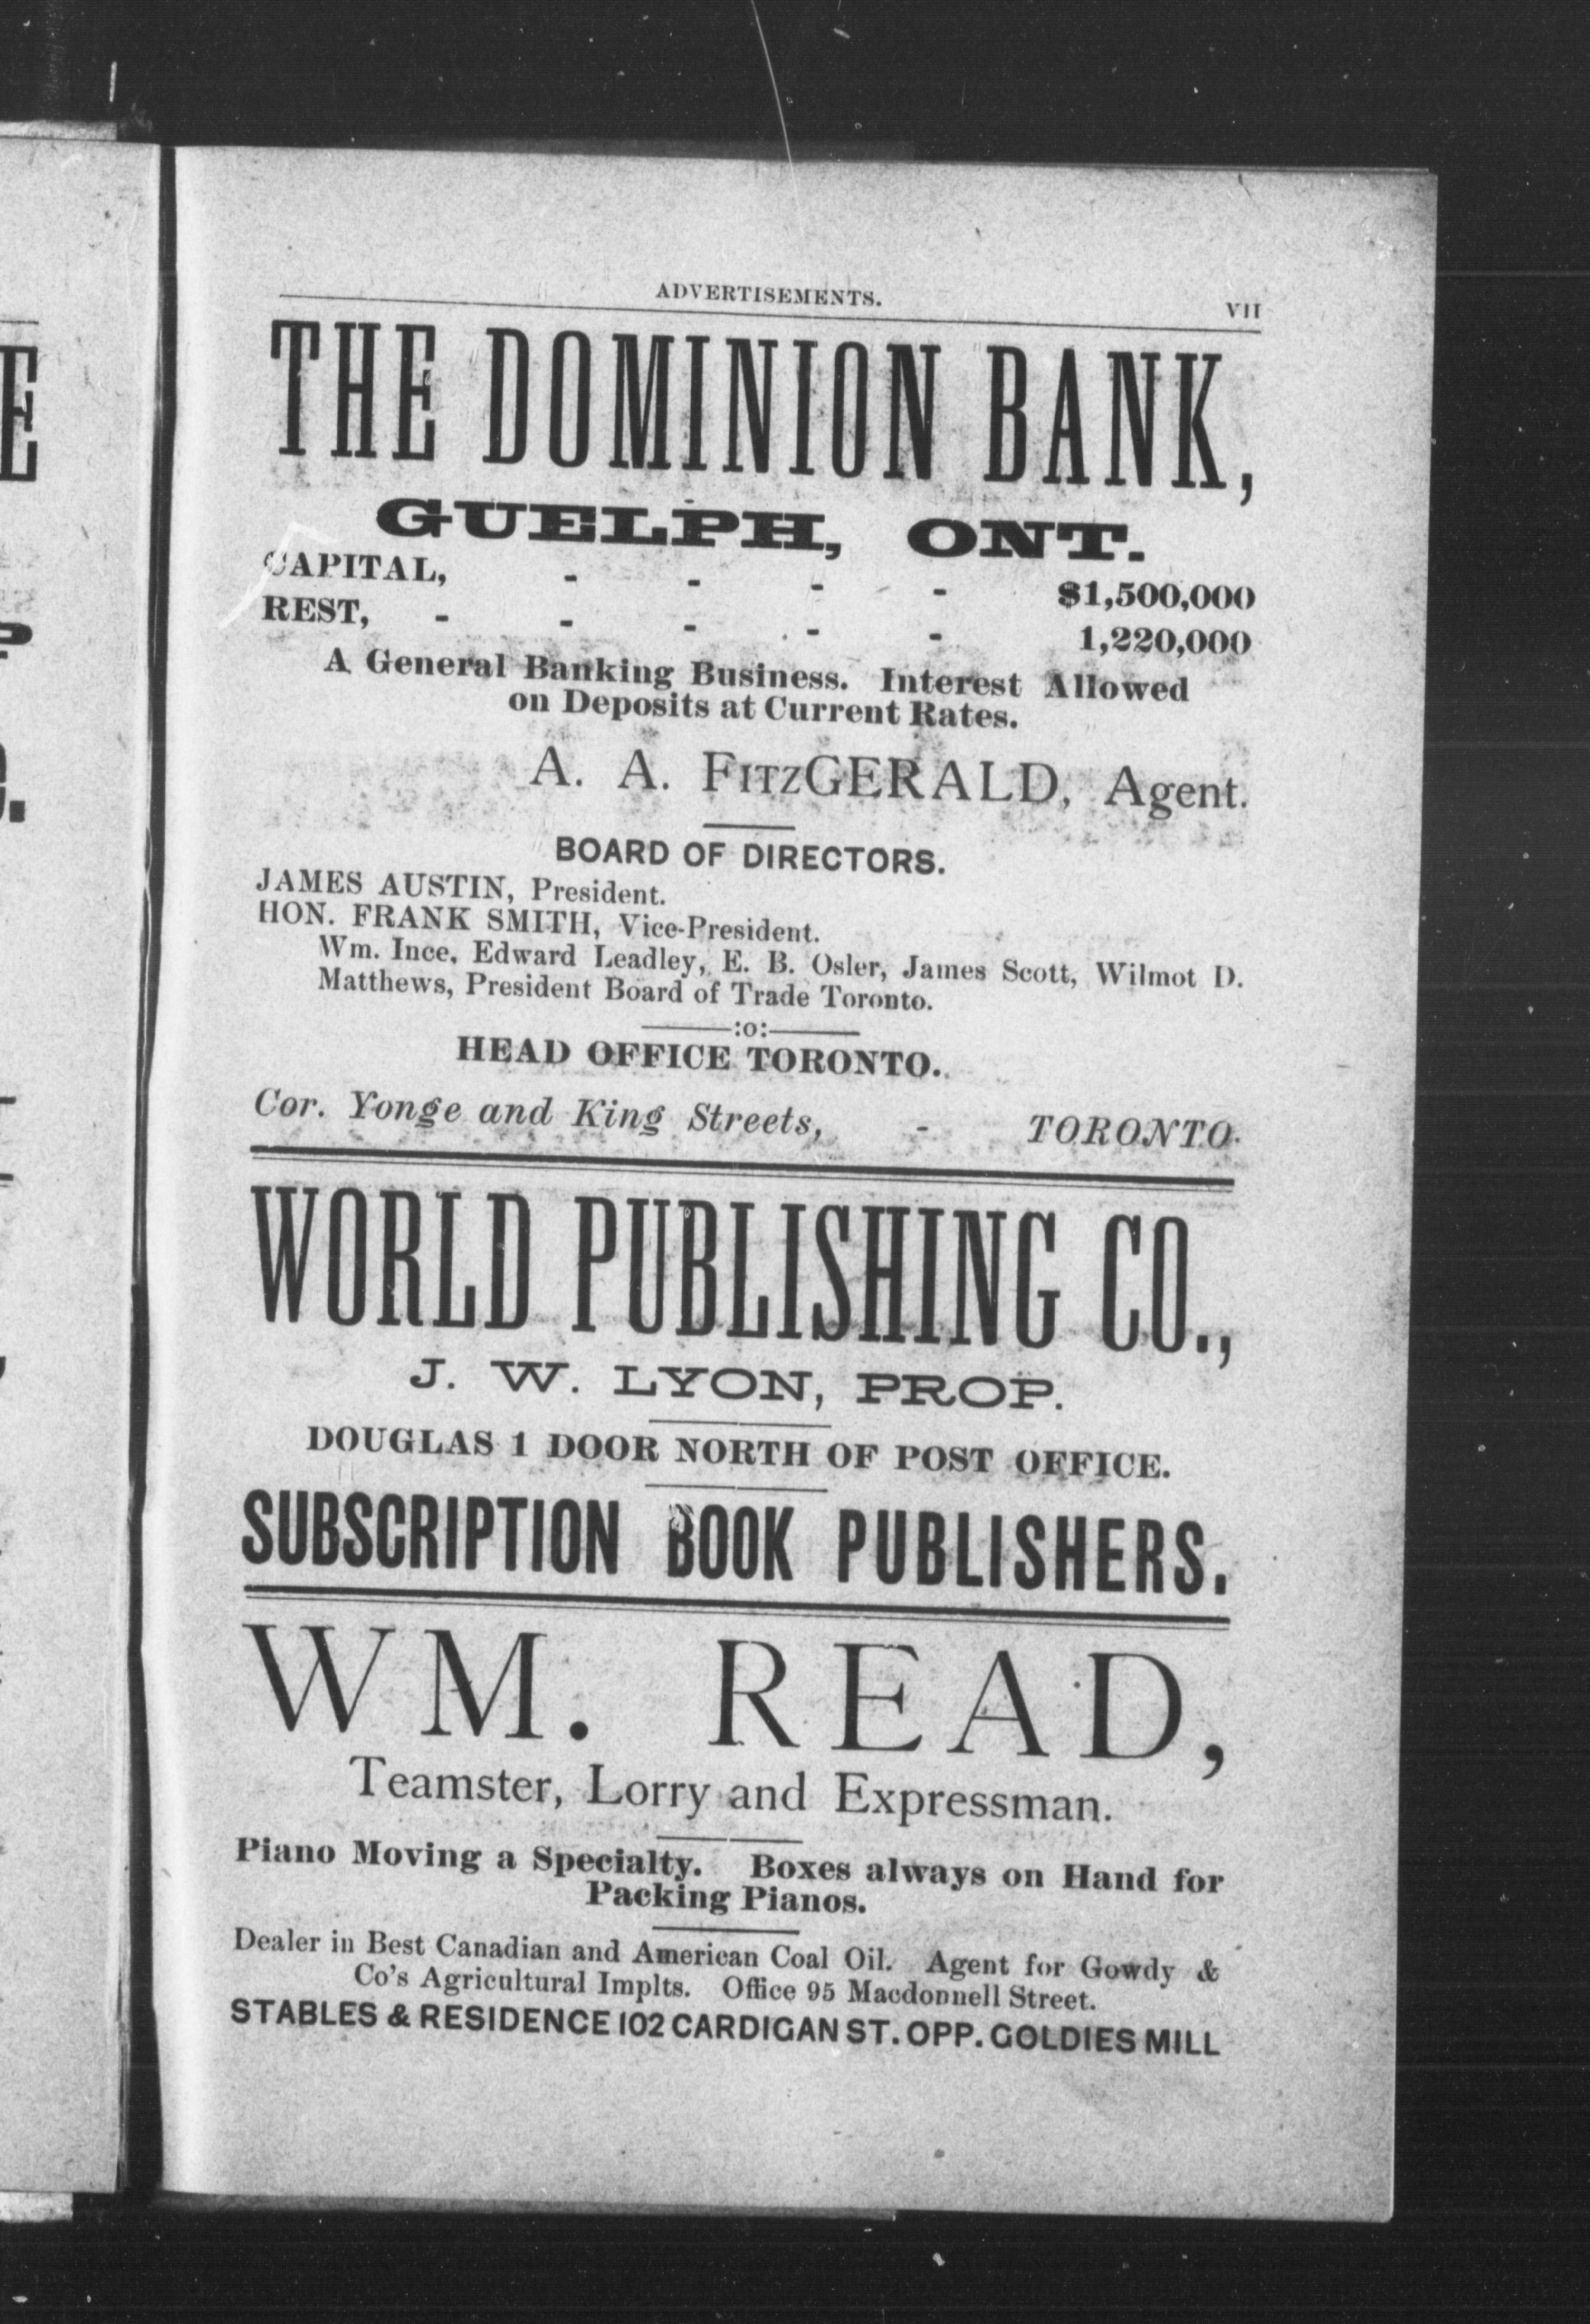 ADVERTISEMENTS.
VII
THE DOMINION BANK,
GUELPH, ONT.
CAPITAL, - - - - $1,500,000
REST, - - - - - 1,220,000
A General Banking Business. Interest Allowed
on Deposits at Current Rates.
A. A. FITZGERALD, Agent.
BOARD OF DIRECTORS.
JAMES AUSTIN, President.
HON. FRANK SMITH, Vice-President.
Wm. Ince, Edward Leadley, E. B. Osler, James Scott, Wilmot D.
Matthews, President Board of Trade Toronto.
:o:
HEAD OFFICE TORONTO.
Cor. Yonge and King Streets, - TORONTO.
WORLD PUBLISHING CO.,
J. W. LYON, PROP.
DOUGLAS 1 DOOR NORTH OF POST OFFICE.
SUBSCRIPTION BOOK PUBLISHERS.
WM. READ,
Teamster, Lorry and Expressman.
Piano Moving a Specialty. Boxes always on Hand for
Packing Pianos.
Dealer in Best Canadian and American Coal Oil. Agent for Gowdy &
Co's Agricultural Implts. Office 95 Macdonnell Street.
STABLES & RESIDENCE 102 CARDIGAN ST. OPP. GOLDIES MILL